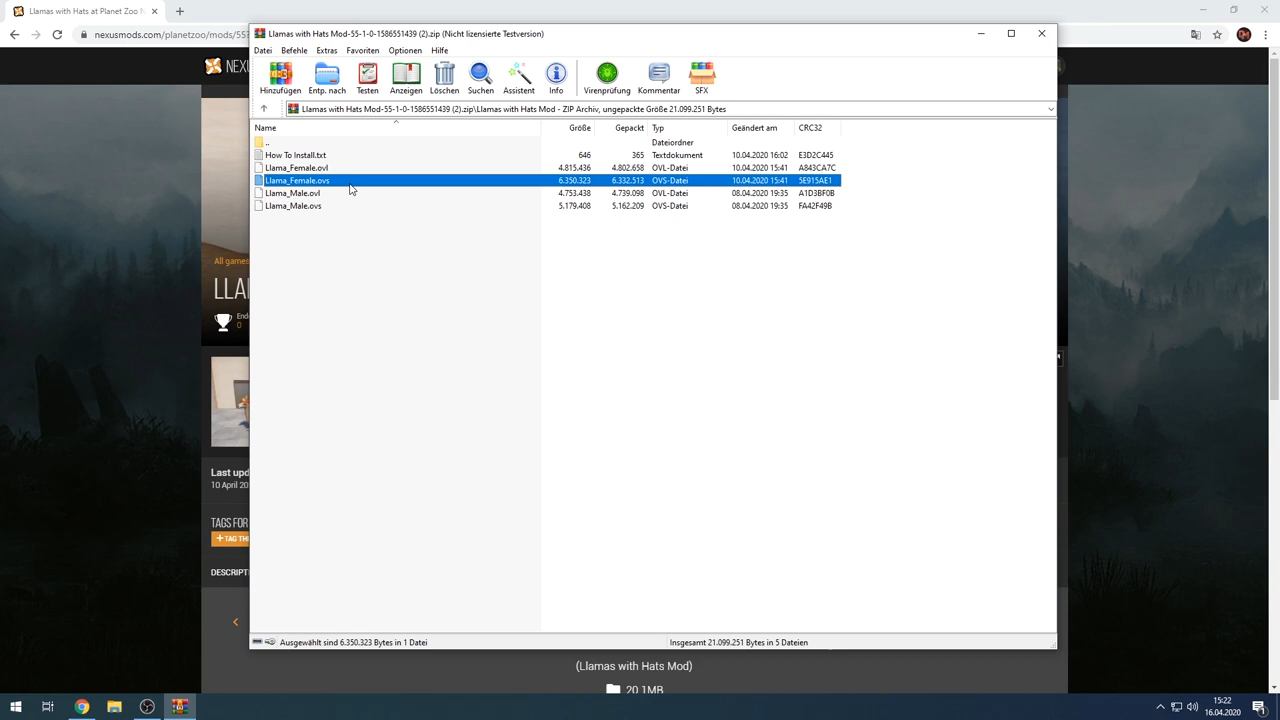 Llamas with Hats at Planet Zoo N
nexusmods.com/planetzoo/mods/55?
Llamas with Hats Mod-55-1-0-1586551439 (2).zip (Nicht lizensierte Testversion)
Datei Befehle Extras Favoriten Optionen Hilfe
Hinzufügen Entp. nach Testen Anzeigen Löschen Suchen Assistent Info Virenprüfung Kommentar SFX
Llamas with Hats Mod-55-1-0-1586551439 (2).zip\Llamas with Hats Mod - ZIP Archiv, ungepackte Größe 21.099.251 Bytes
Name Größe Gepackt Typ Geändert am CRC32
.. Dateiordner
How To Install.txt 646 365 Textdokument 10.04.2020 16:02 E3D2C445
Llama_Female.ovl 4.815.436 4.802.658 OVL-Datei 10.04.2020 15:41 A843CA7C
Llama_Female.ovs 6.350.323 6.332.513 OVS-Datei 10.04.2020 15:41 5E915AE1
Llama_Male.ovl 4.753.438 4.739.098 OVL-Datei 08.04.2020 19:35 A1D3BF0B
Llama_Male.ovs 5.179.408 5.162.209 OVS-Datei 08.04.2020 19:35 FA42F49B
NEXU
All games
LLA
Endo
0
Last upd
10 April 20
TAGS FOR
+ TAG THI
DESCRIPT
Ausgewählt sind 6.350.323 Bytes in 1 Datei
Insgesamt 21.099.251 Bytes in 5 Dateien
(Llamas with Hats Mod)
20.1MB
15:22
16.04.2020
1